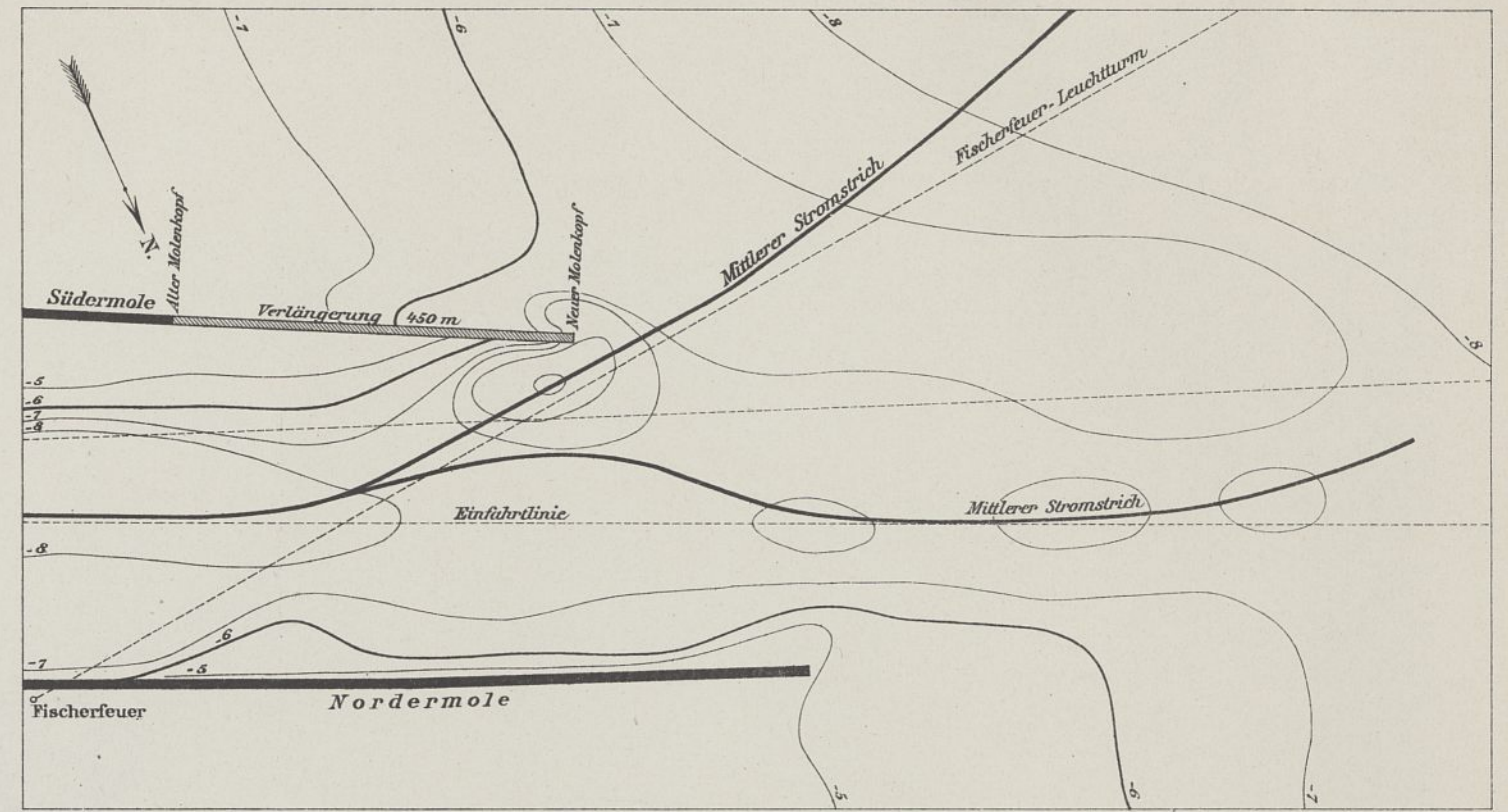 -7
-6
-7
-8
Fischerfeuer-Leuchtturm
Mittlerer Stromstrich
N.
Alter Molenkopf
Neuer Molenkopf
Südermole
Verlängerung 450 m
-8
-5
-6
-7
-8
Einfahrtlinie
Mittlerer Stromstrich
-8
-6
-7
-5
Nordermole
Fischerfeuer
-5
-6
-7